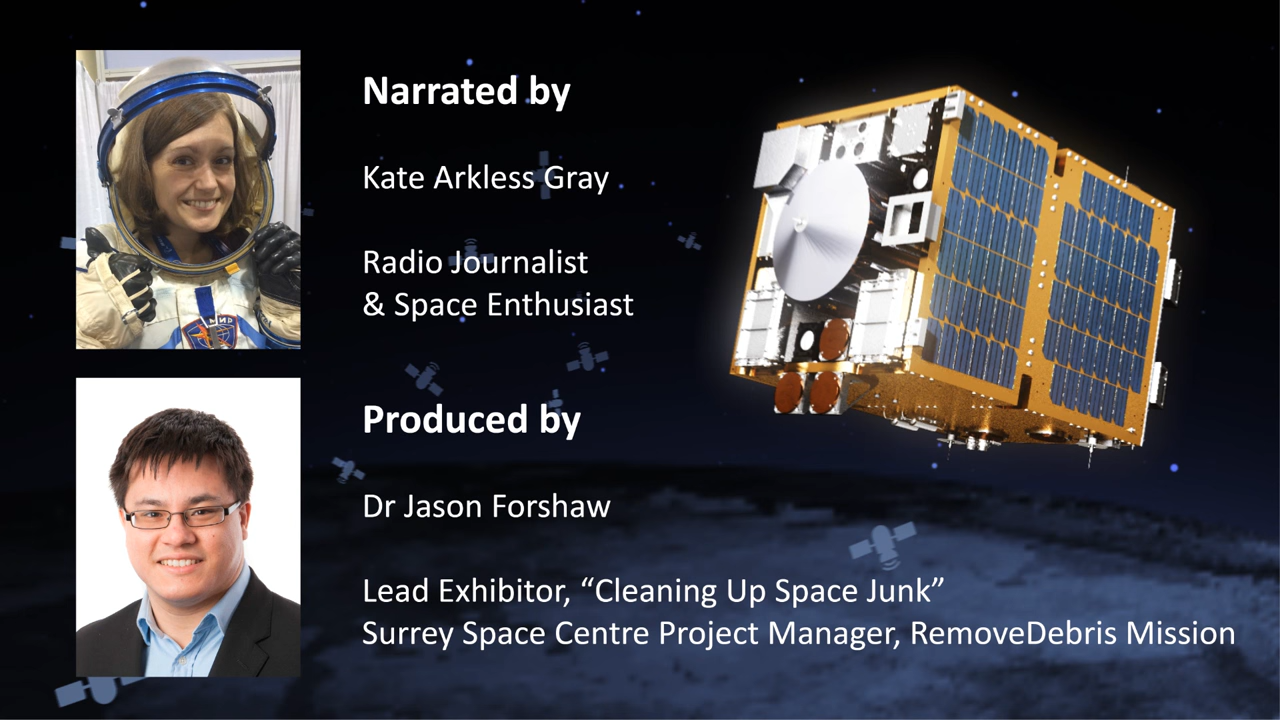 Narrated by
Kate Arkless Gray
Radio Journalist
& Space Enthusiast
Produced by
Dr Jason Forshaw
Lead Exhibitor, “Cleaning Up Space Junk”
Surrey Space Centre Project Manager, RemoveDebris Mission